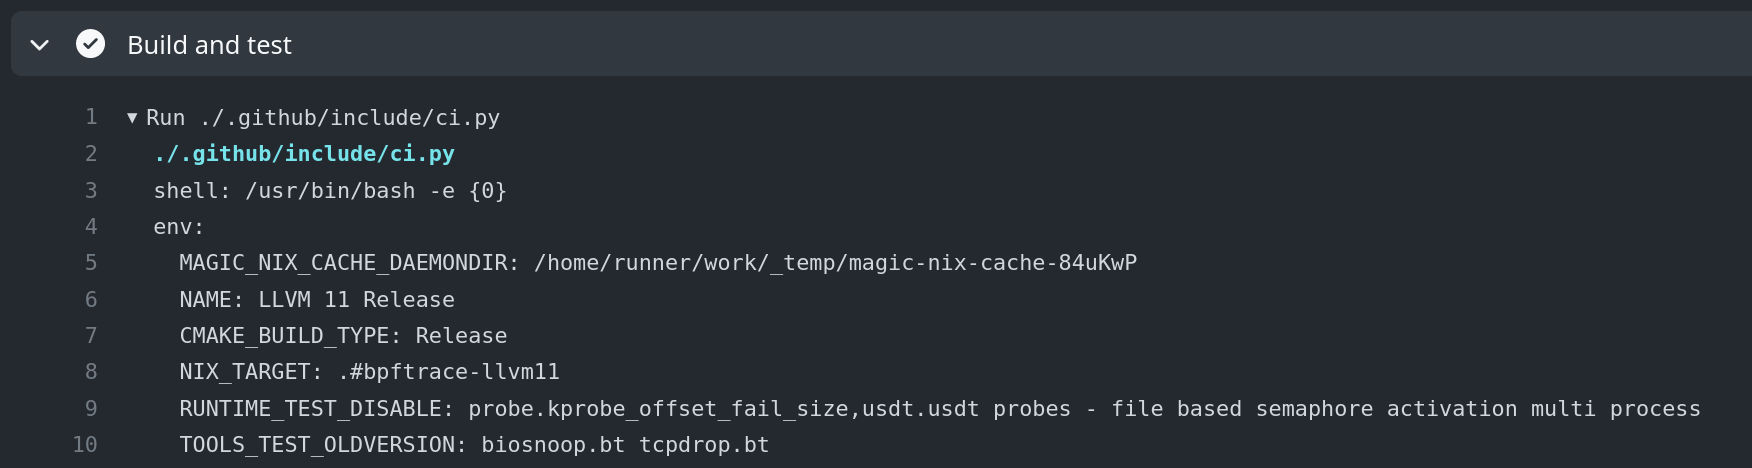 Build and test
1 ▼ Run ./.github/include/ci.py
2 ./.github/include/ci.py
3 shell: /usr/bin/bash -e {0}
4 env:
5 MAGIC_NIX_CACHE_DAEMONDIR: /home/runner/work/_temp/magic-nix-cache-84uKwP
6 NAME: LLVM 11 Release
7 CMAKE_BUILD_TYPE: Release
8 NIX_TARGET: .#bpftrace-llvm11
9 RUNTIME_TEST_DISABLE: probe.kprobe_offset_fail_size,usdt.usdt probes - file based semaphore activation multi process
10 TOOLS_TEST_OLDVERSION: biosnoop.bt tcpdrop.bt